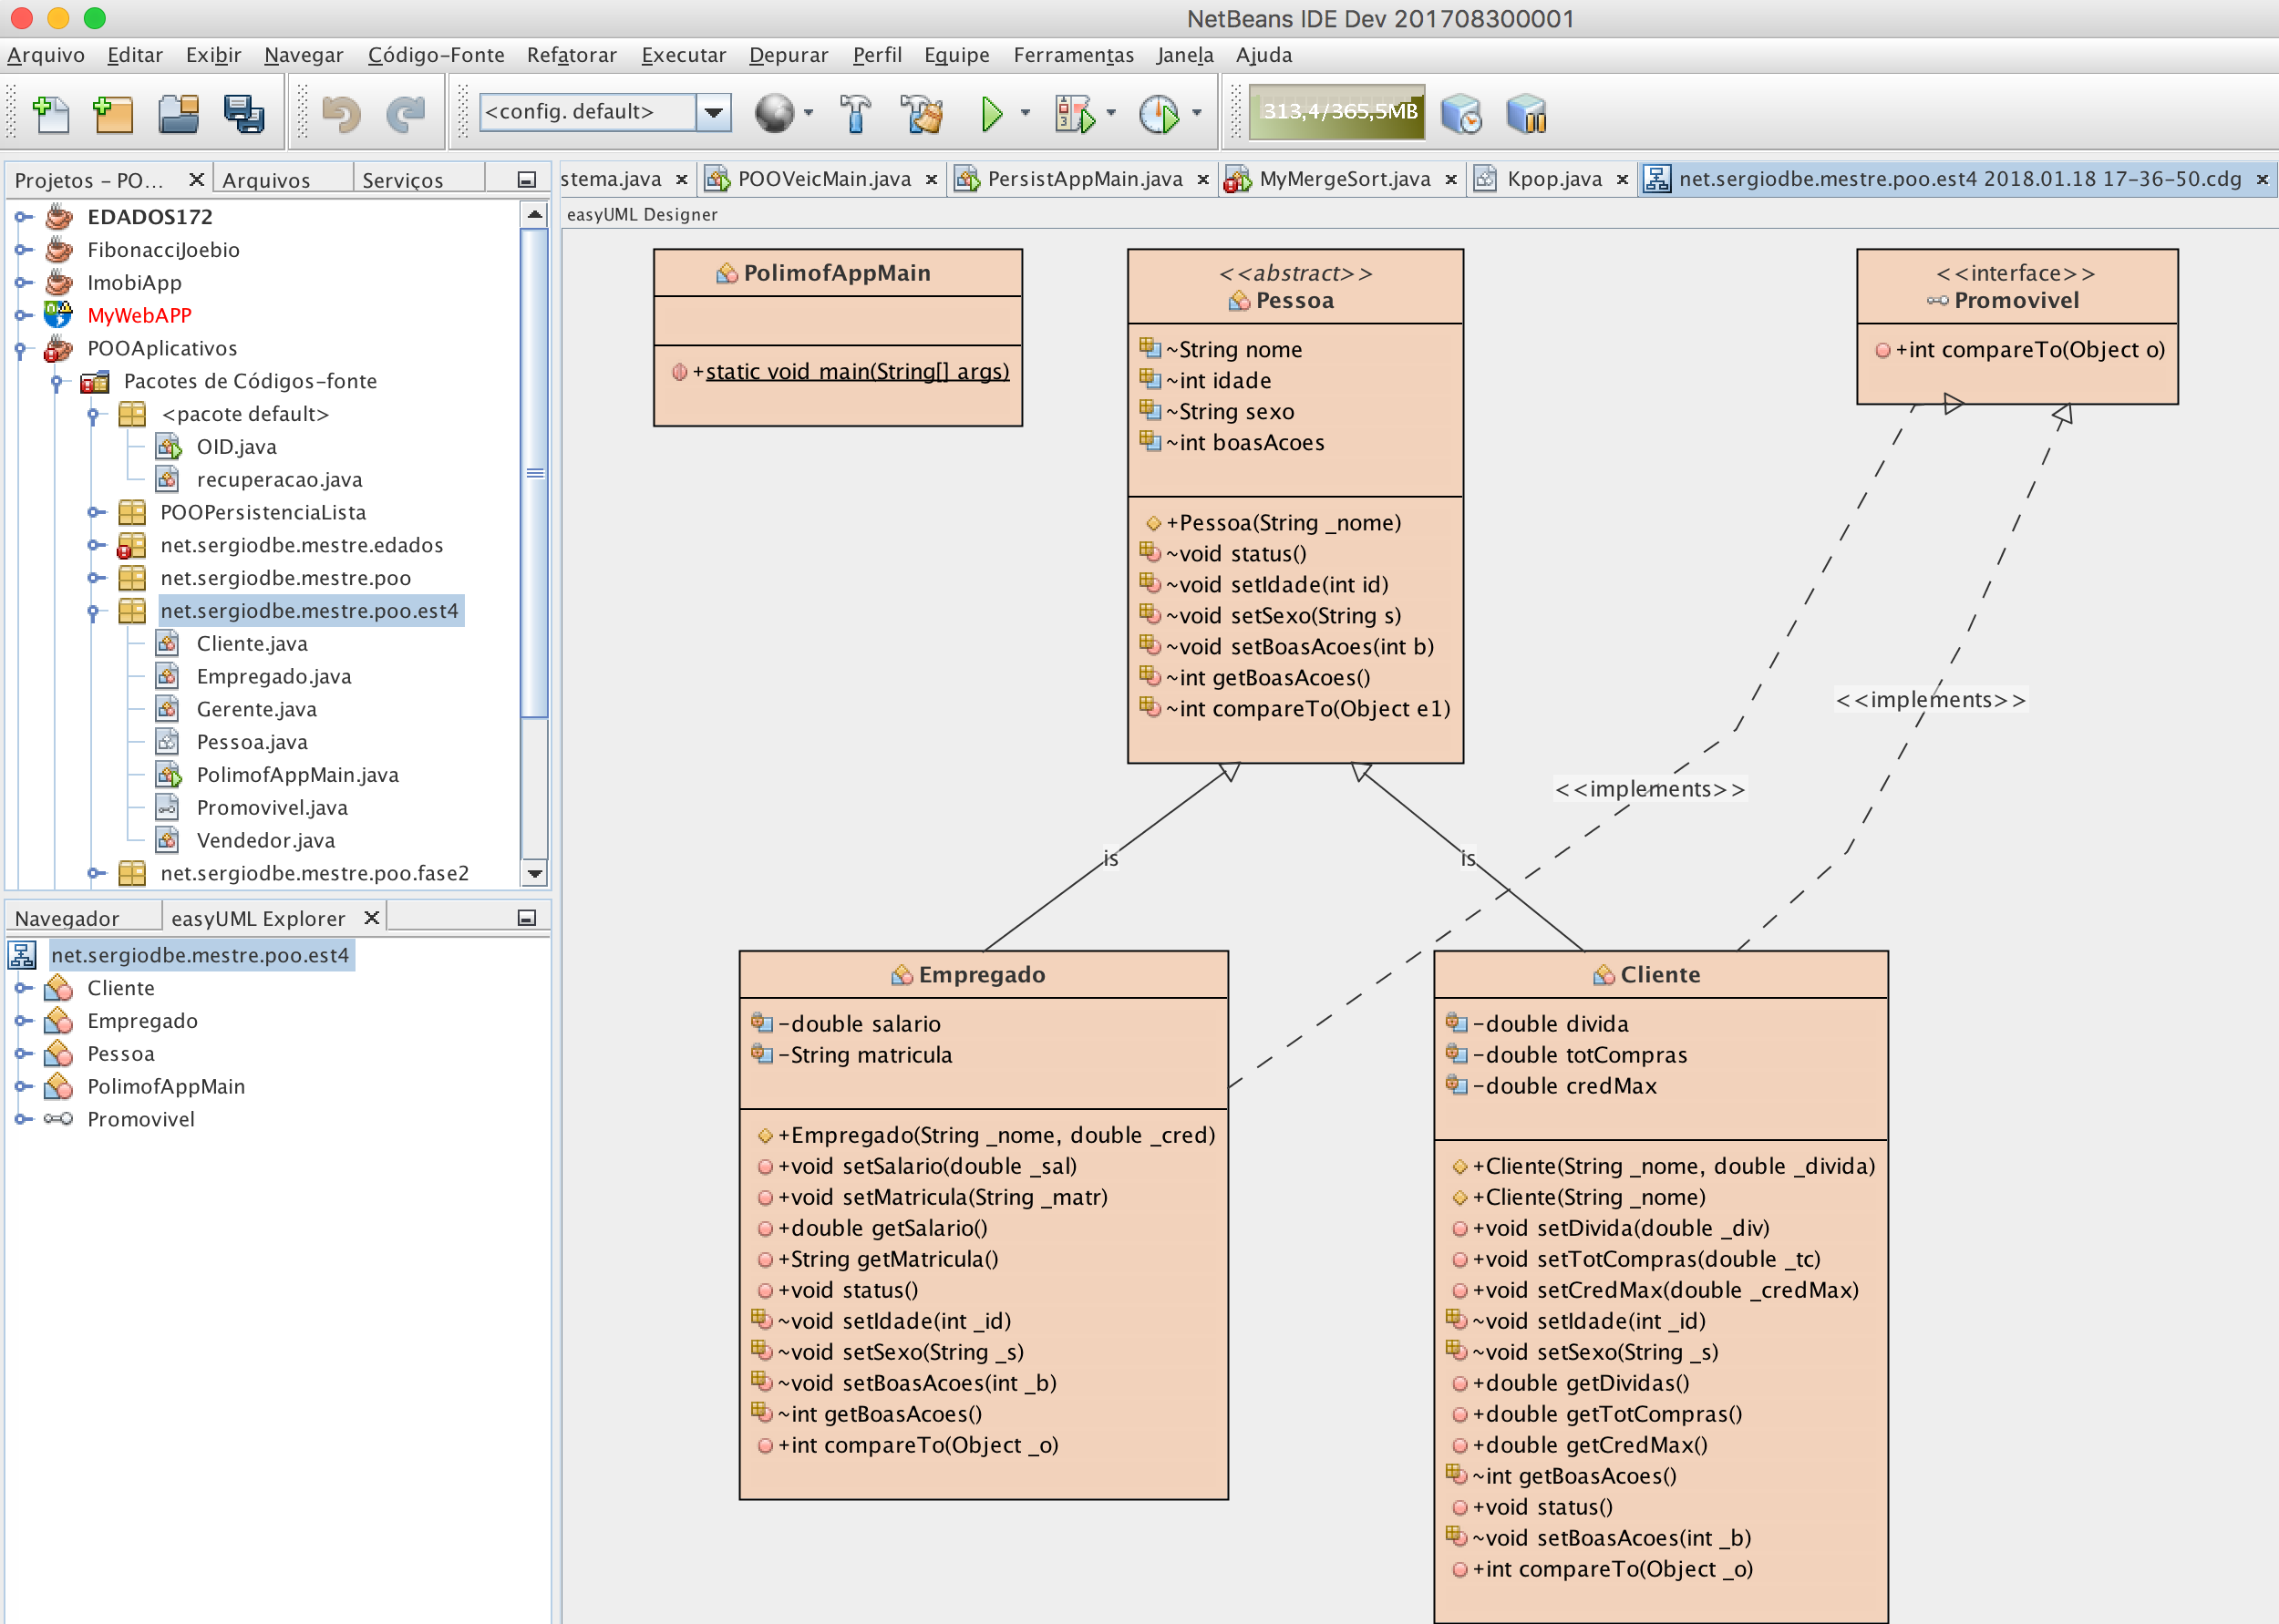 NetBeans IDE Dev 201708300001
Arquivo Editar Exibir Navegar Código-Fonte Refatorar Executar Depurar Perfil Equipe Ferramentas Janela Ajuda
<config. default>
313,4/365,5MB
Projetos - PO...
Arquivos
Serviços
EDADOS172
FibonacciJoebio
ImobiApp
MyWebAPP
POOAplicativos
Pacotes de Códigos-fonte
<pacote default>
OID.java
recuperacao.java
POOPersistenciaLista
net.sergiodbe.mestre.edados
net.sergiodbe.mestre.poo
net.sergiodbe.mestre.poo.est4
Cliente.java
Empregado.java
Gerente.java
Pessoa.java
PolimofAppMain.java
Promovivel.java
Vendedor.java
net.sergiodbe.mestre.poo.fase2
Navegador
easyUML Explorer
net.sergiodbe.mestre.poo.est4
Cliente
Empregado
Pessoa
PolimofAppMain
Promovivel
stema.java
POOVeicMain.java
PersistAppMain.java
MyMergeSort.java
Kpop.java
net.sergiodbe.mestre.poo.est4 2018.01.18 17-36-50.cdg
easyUML Designer
PolimofAppMain
+static void main(String[] args)
<<abstract>>
Pessoa
~String nome
~int idade
~String sexo
~int boasAcoes
+Pessoa(String _nome)
~void status()
~void setIdade(int id)
~void setSexo(String s)
~void setBoasAcoes(int b)
~int getBoasAcoes()
~int compareTo(Object e1)
<<interface>>
Promovivel
+int compareTo(Object o)
<<implements>>
<<implements>>
is
is
Empregado
-double salario
-String matricula
+Empregado(String _nome, double _cred)
+void setSalario(double _sal)
+void setMatricula(String _matr)
+double getSalario()
+String getMatricula()
+void status()
~void setIdade(int _id)
~void setSexo(String _s)
~void setBoasAcoes(int _b)
~int getBoasAcoes()
+int compareTo(Object _o)
Cliente
-double divida
-double totCompras
-double credMax
+Cliente(String _nome, double _divida)
+Cliente(String _nome)
+void setDivida(double _div)
+void setTotCompras(double _tc)
+void setCredMax(double _credMax)
~void setIdade(int _id)
~void setSexo(String _s)
+double getDividas()
+double getTotCompras()
+double getCredMax()
~int getBoasAcoes()
+void status()
~void setBoasAcoes(int _b)
+int compareTo(Object _o)